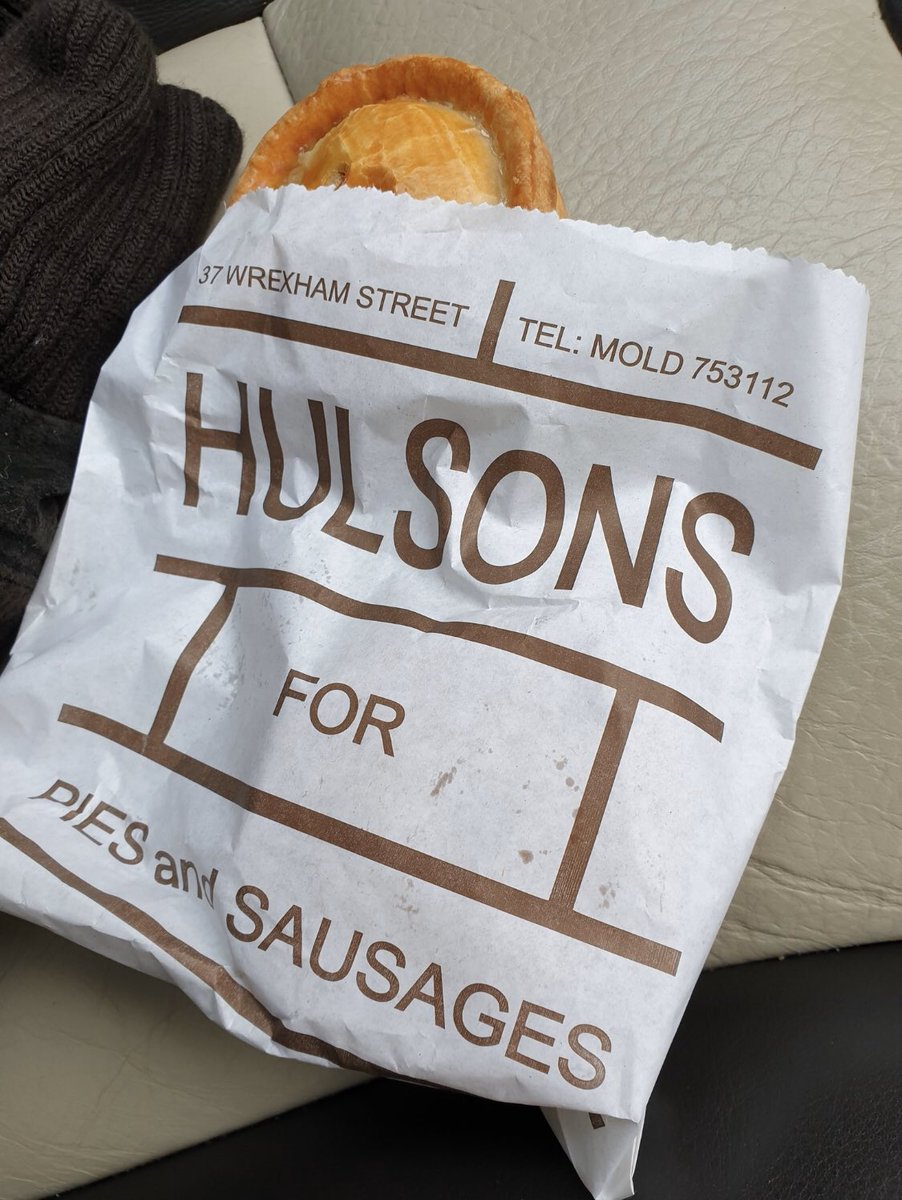 37 WREXHAM STREET
TEL: MOLD 753112
HULSONS
FOR
PIES and SAUSAGES